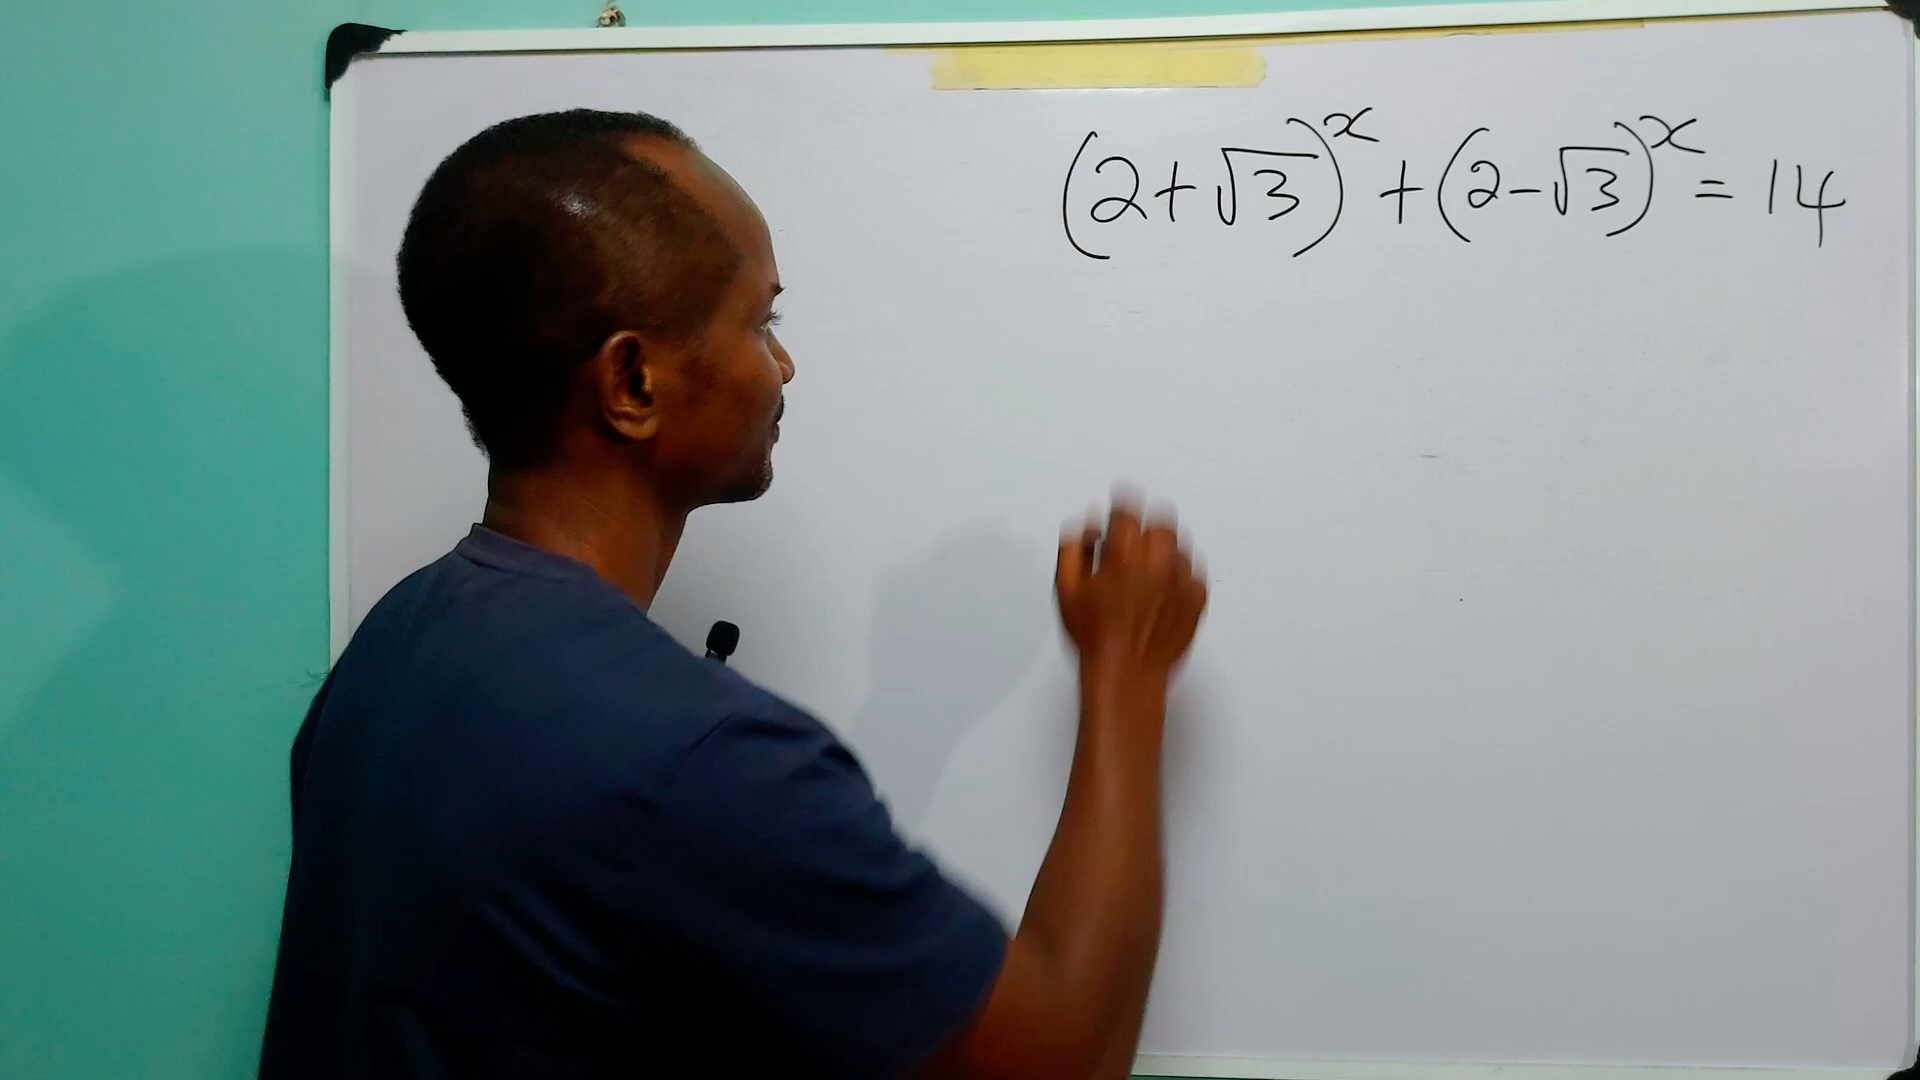 (2+√3)^x + (2-√3)^x = 14